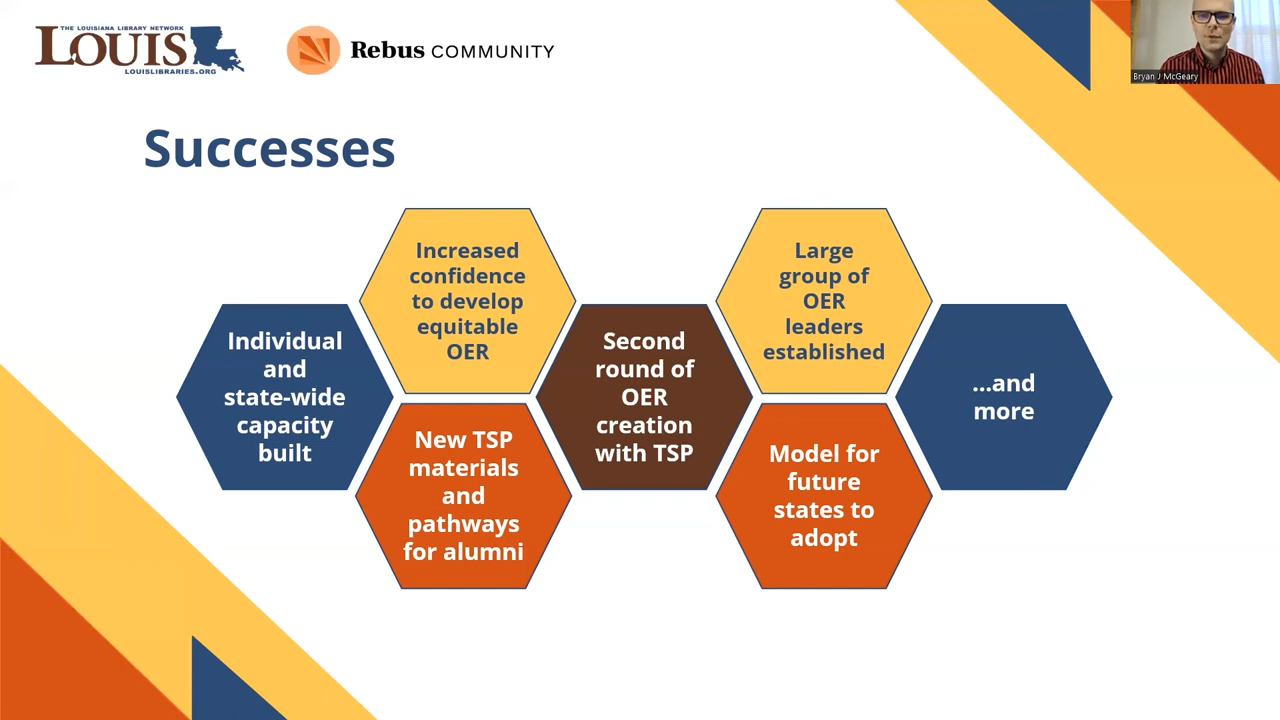 THE LOUISIANA LIBRARY NETWORK
LOUIS
LOUISLIBRARIES.ORG
Rebus COMMUNITY
Bryan J McGeary
Successes
Individual
and
state-wide
capacity
built
Increased
confidence
to develop
equitable
OER
New TSP
materials
and
pathways
for alumni
Second
round of
OER
creation
with TSP
Large
group of
OER
leaders
established
Model for
future
states to
adopt
...and
more